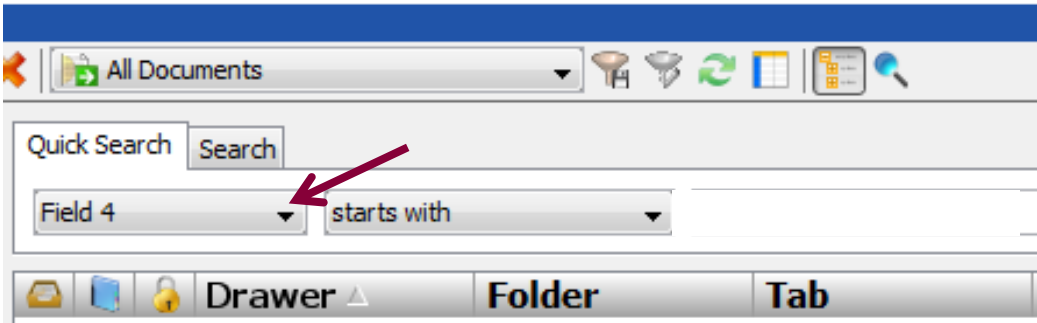 All Documents
Quick Search Search
Field 4 starts with
Drawer Folder Tab